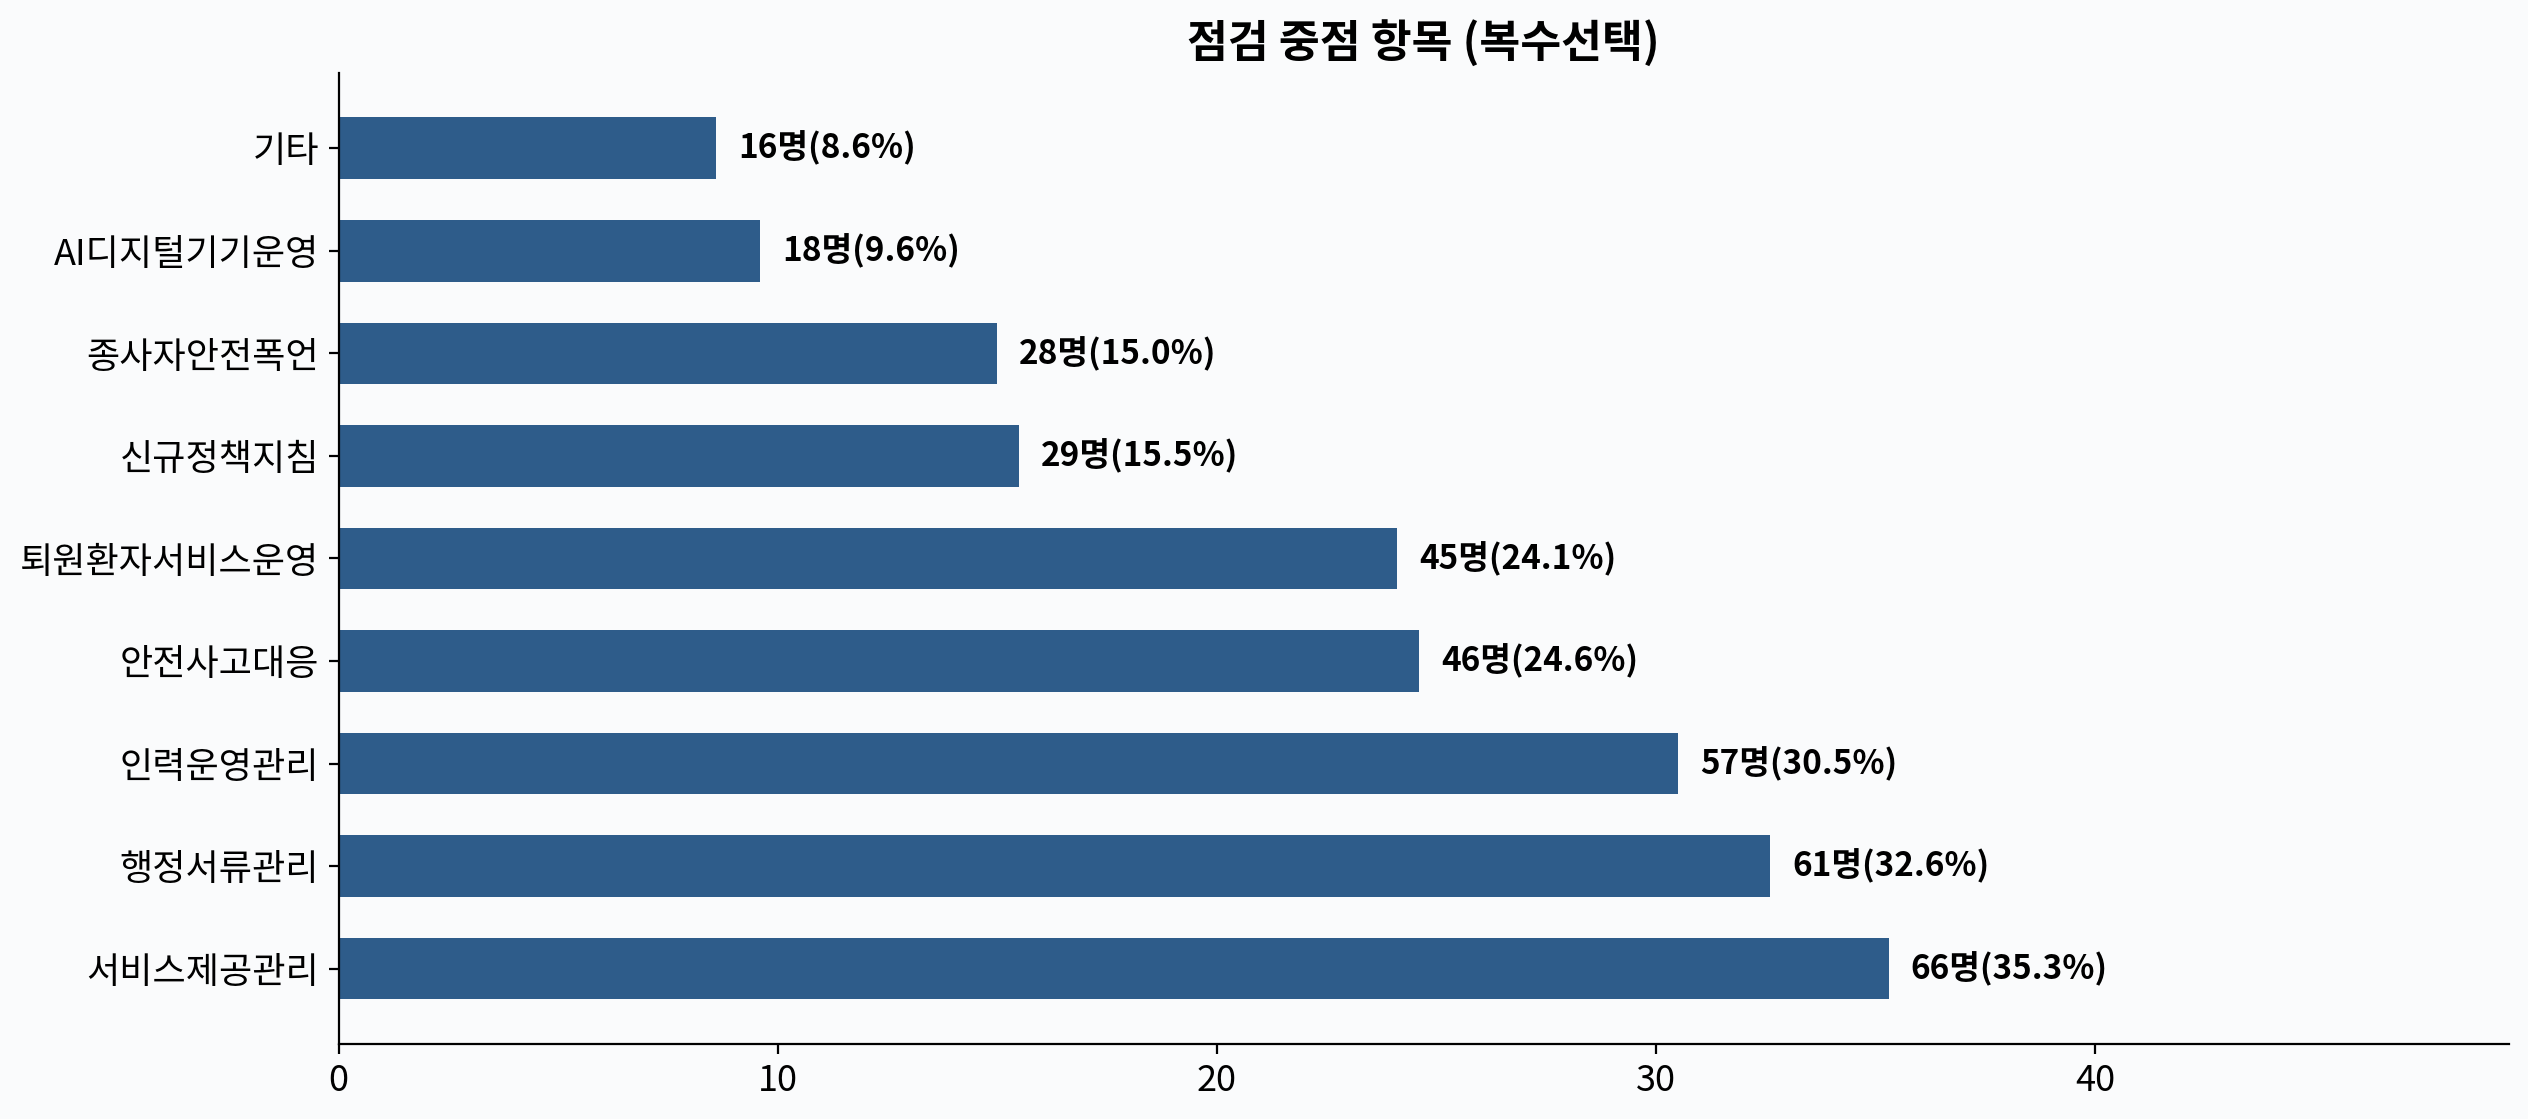 점검 중점 항목 (복수선택)
기타 16명(8.6%)
AI디지털기기운영 18명(9.6%)
종사자안전폭언 28명(15.0%)
신규정책지침 29명(15.5%)
퇴원환자서비스운영 45명(24.1%)
안전사고대응 46명(24.6%)
인력운영관리 57명(30.5%)
행정서류관리 61명(32.6%)
서비스제공관리 66명(35.3%)
0 10 20 30 40